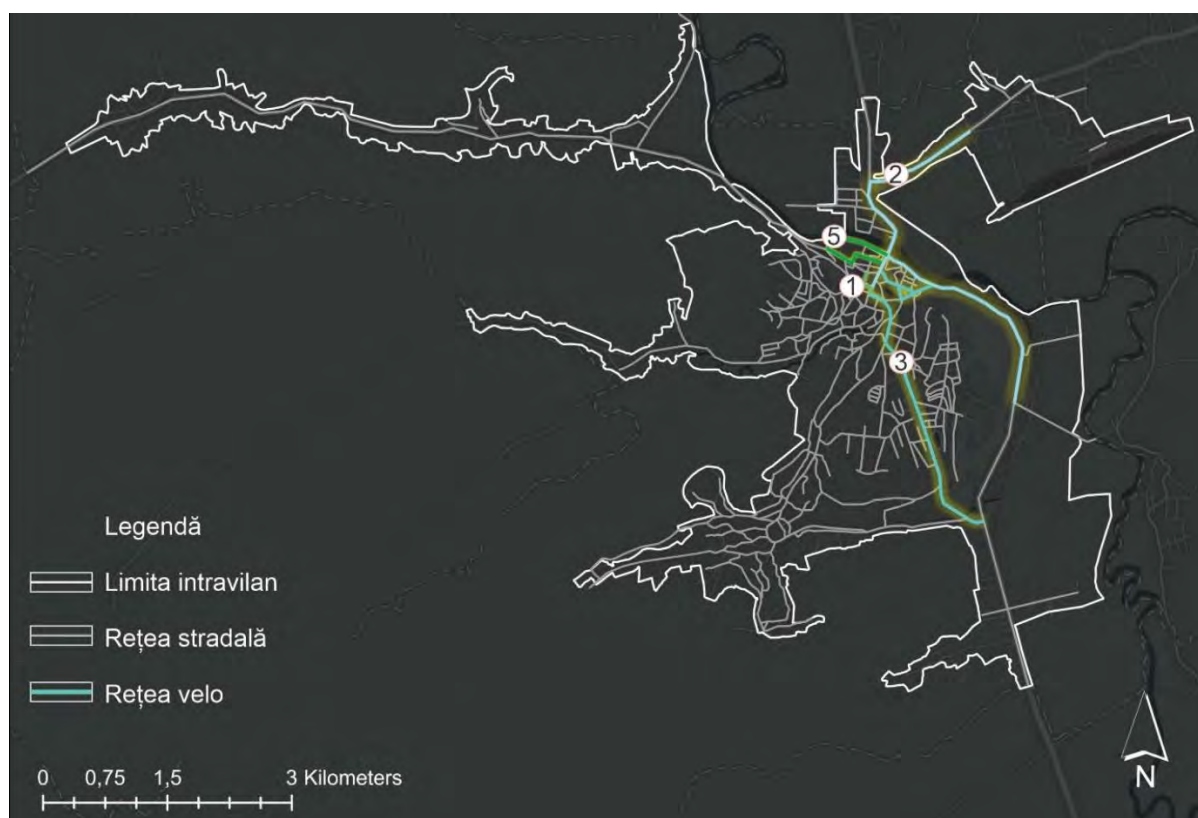 2
5
1
3
Legendă
Limita intravilan
Rețea stradală
Rețea velo
0 0,75 1,5 3 Kilometers
N